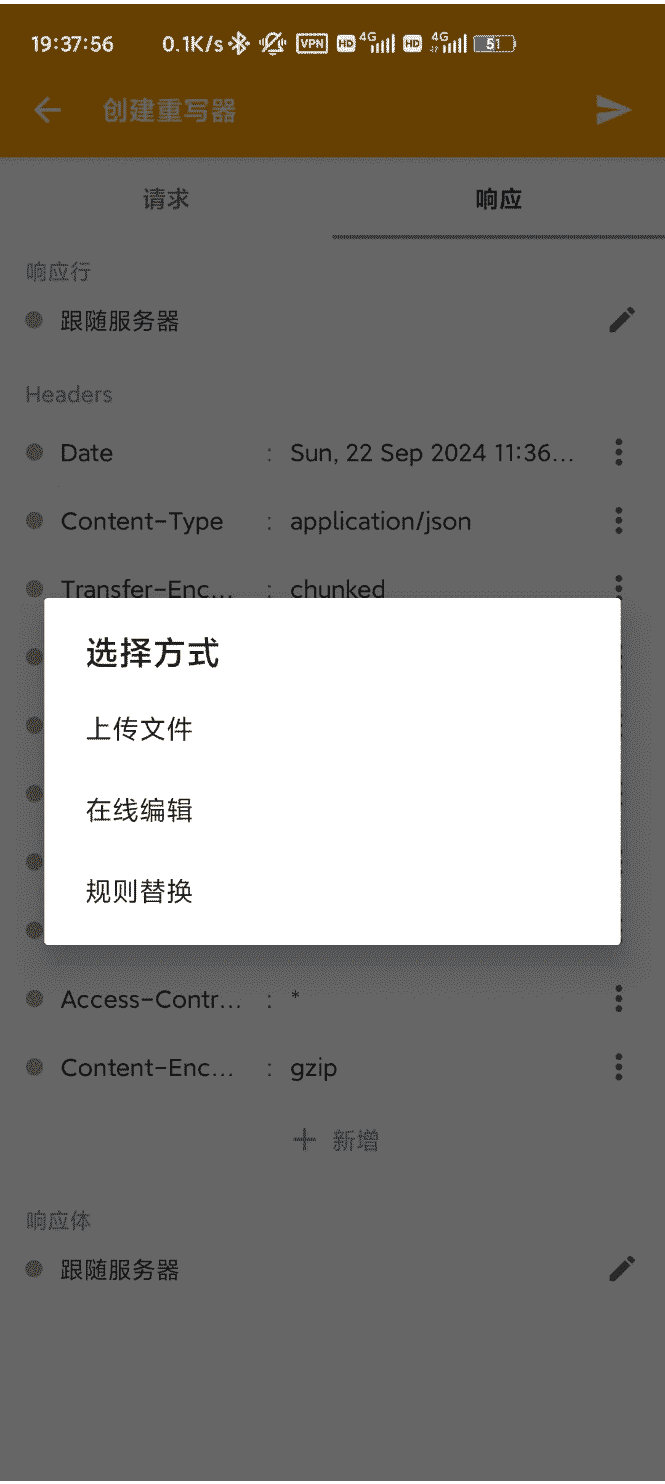 19:37:56 0.1K/s VPN HD 4G HD 4G 51
创建重写器
请求 响应
响应行
跟随服务器
Headers
Date : Sun, 22 Sep 2024 11:36...
Content-Type : application/json
Transfer-Enc... : chunked
选择方式
上传文件
在线编辑
规则替换
Access-Contr... : *
Content-Enc... : gzip
+ 新增
响应体
跟随服务器